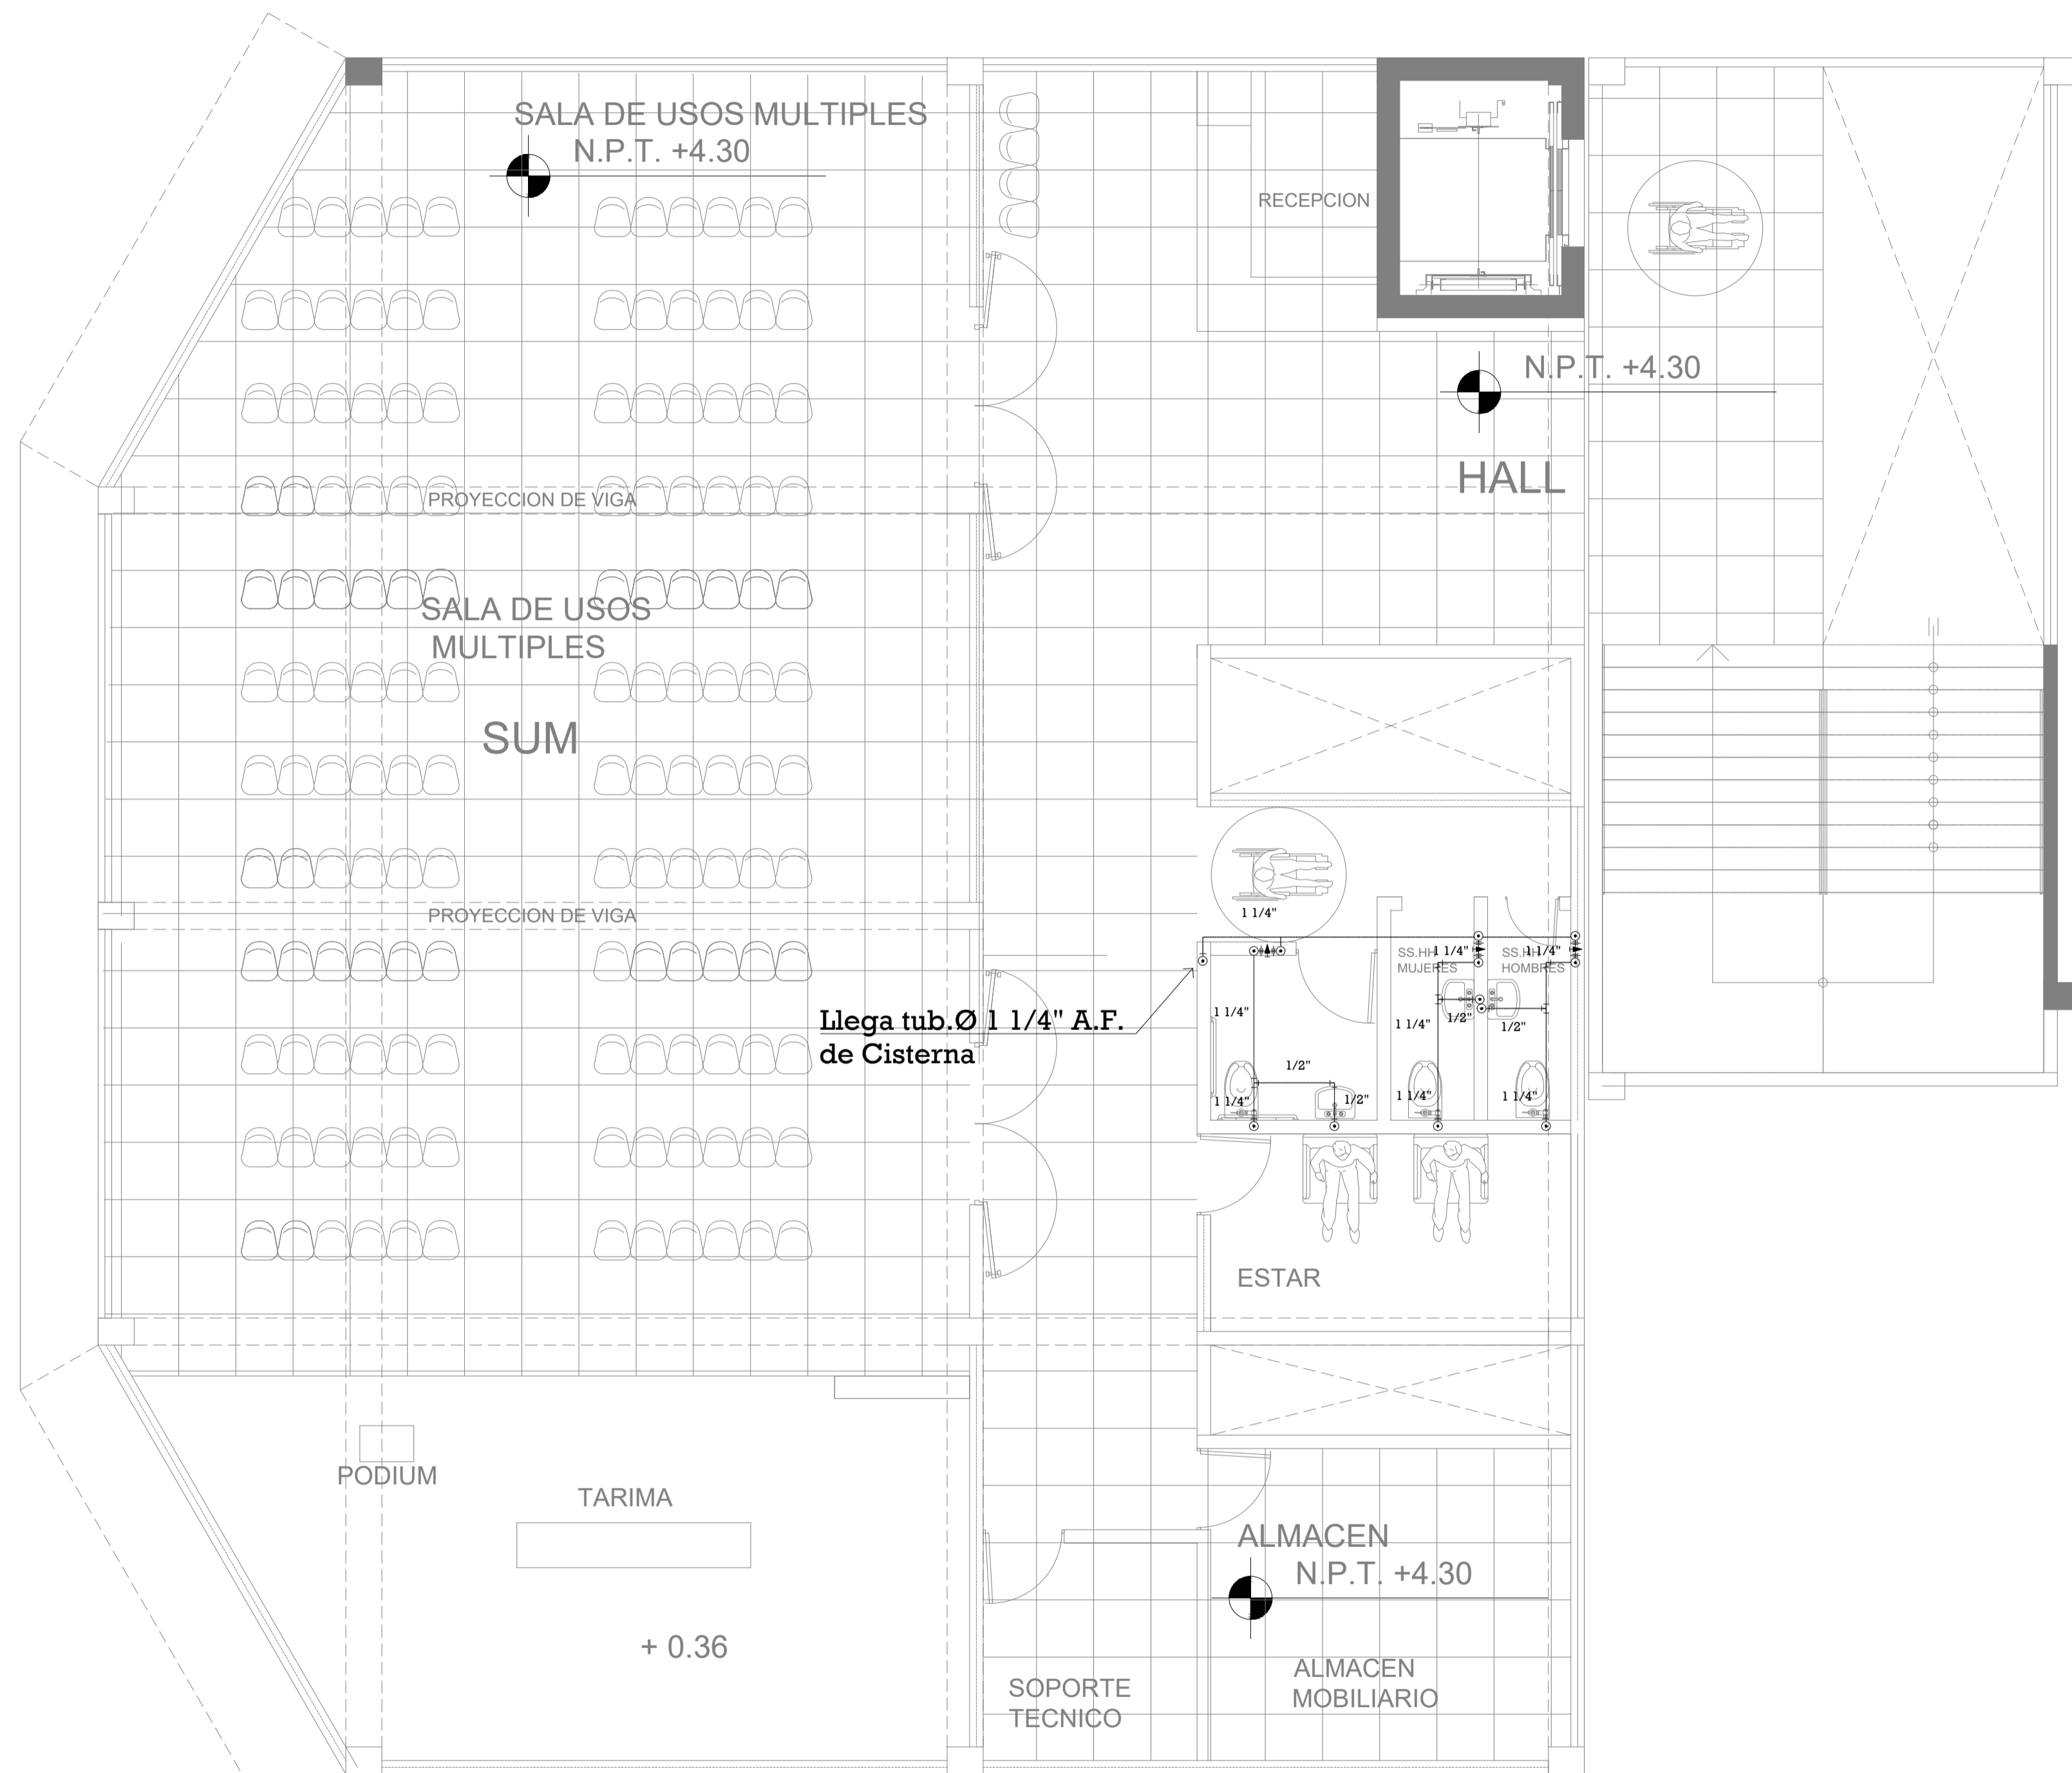 SALA DE USOS MULTIPLES
N.P.T. +4.30
RECEPCION
N.P.T. +4.30
HALL
PROYECCION DE VIGA
SALA DE USOS
MULTIPLES
SUM
PROYECCION DE VIGA
1 1/4"
SS.HH
MUJERES
1 1/4"
SS.HH
HOMBRES
1 1/4"
Llega tub.Ø 1 1/4" A.F.
de Cisterna
1 1/4"
1 1/4"
1/2"
1/2"
1/2"
1 1/4"
1/2"
1 1/4"
1 1/4"
ESTAR
PODIUM
TARIMA
ALMACEN
N.P.T. +4.30
+ 0.36
SOPORTE
TECNICO
ALMACEN
MOBILIARIO